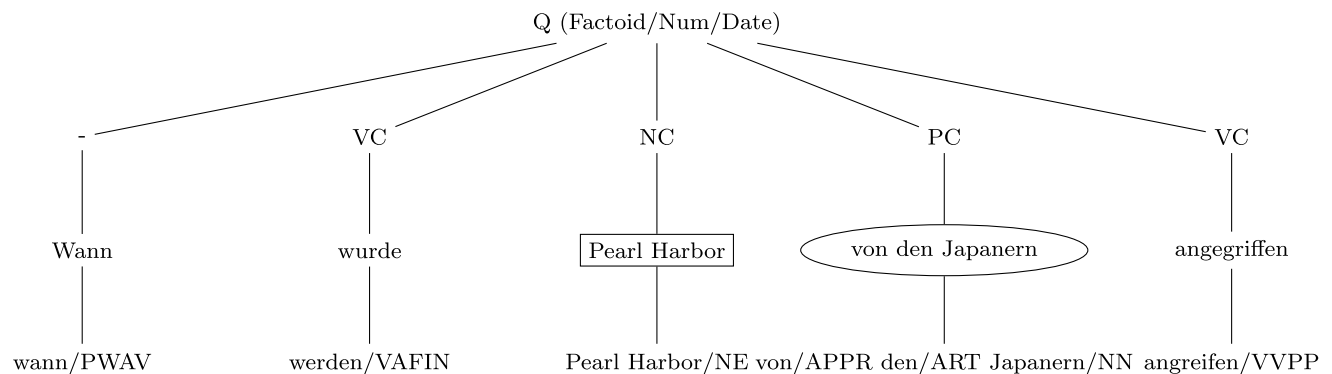 Q (Factoid/Num/Date)
- VC NC PC VC
Wann wurde Pearl Harbor von den Japanern angegriffen
wann/PWAV werden/VAFIN Pearl Harbor/NE von/APPR den/ART Japanern/NN angreifen/VVPP